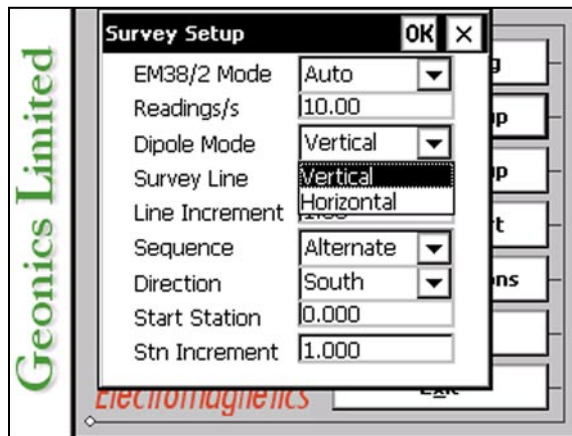 Geonics Limited
Survey Setup OK ×
EM38/2 Mode Auto
Readings/s 10.00
Dipole Mode Vertical
Survey Line Vertical
Horizontal
Line Increment
Sequence Alternate
Direction South
Start Station 0.000
Stn Increment 1.000
Electromagnetics